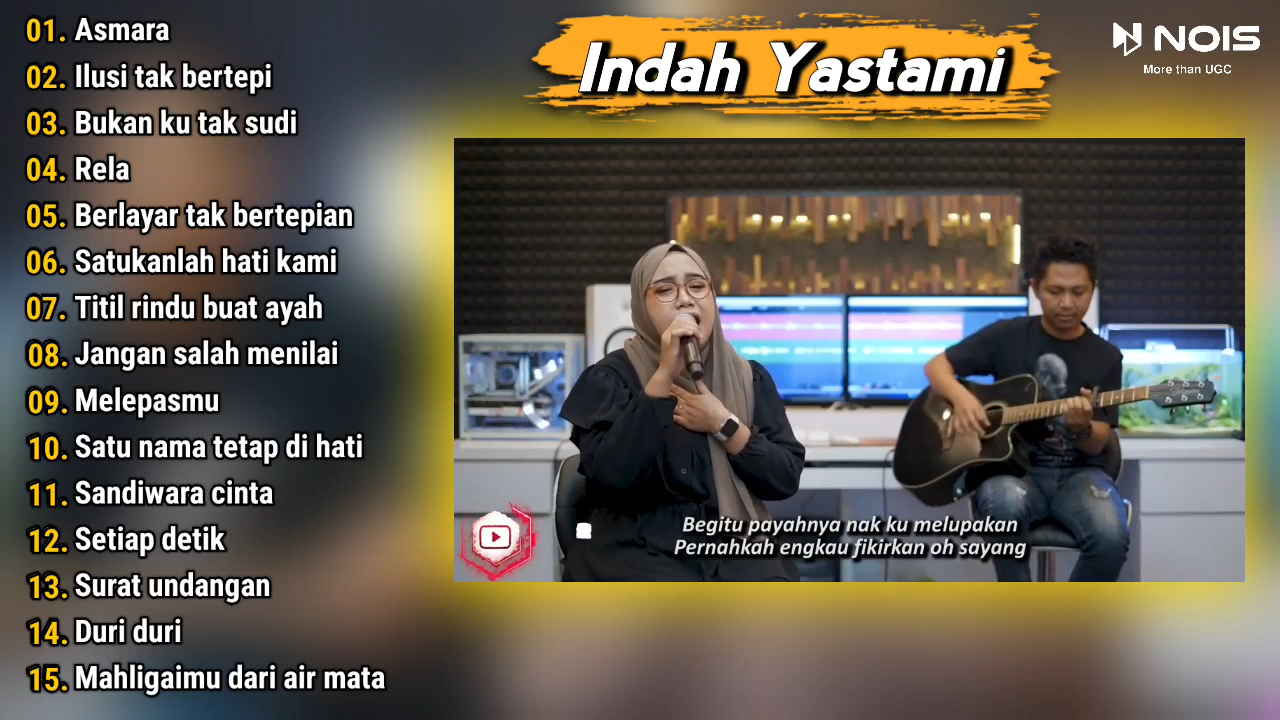 01. Asmara
02. Ilusi tak bertepi
03. Bukan ku tak sudi
04. Rela
05. Berlayar tak bertepian
06. Satukanlah hati kami
07. Titil rindu buat ayah
08. Jangan salah menilai
09. Melepasmu
10. Satu nama tetap di hati
11. Sandiwara cinta
12. Setiap detik
13. Surat undangan
14. Duri duri
15. Mahligaimu dari air mata
Indah Yastami
NOIS
More than UGC
Begitu payahnya nak ku melupakan
Pernahkah engkau fikirkan oh sayang